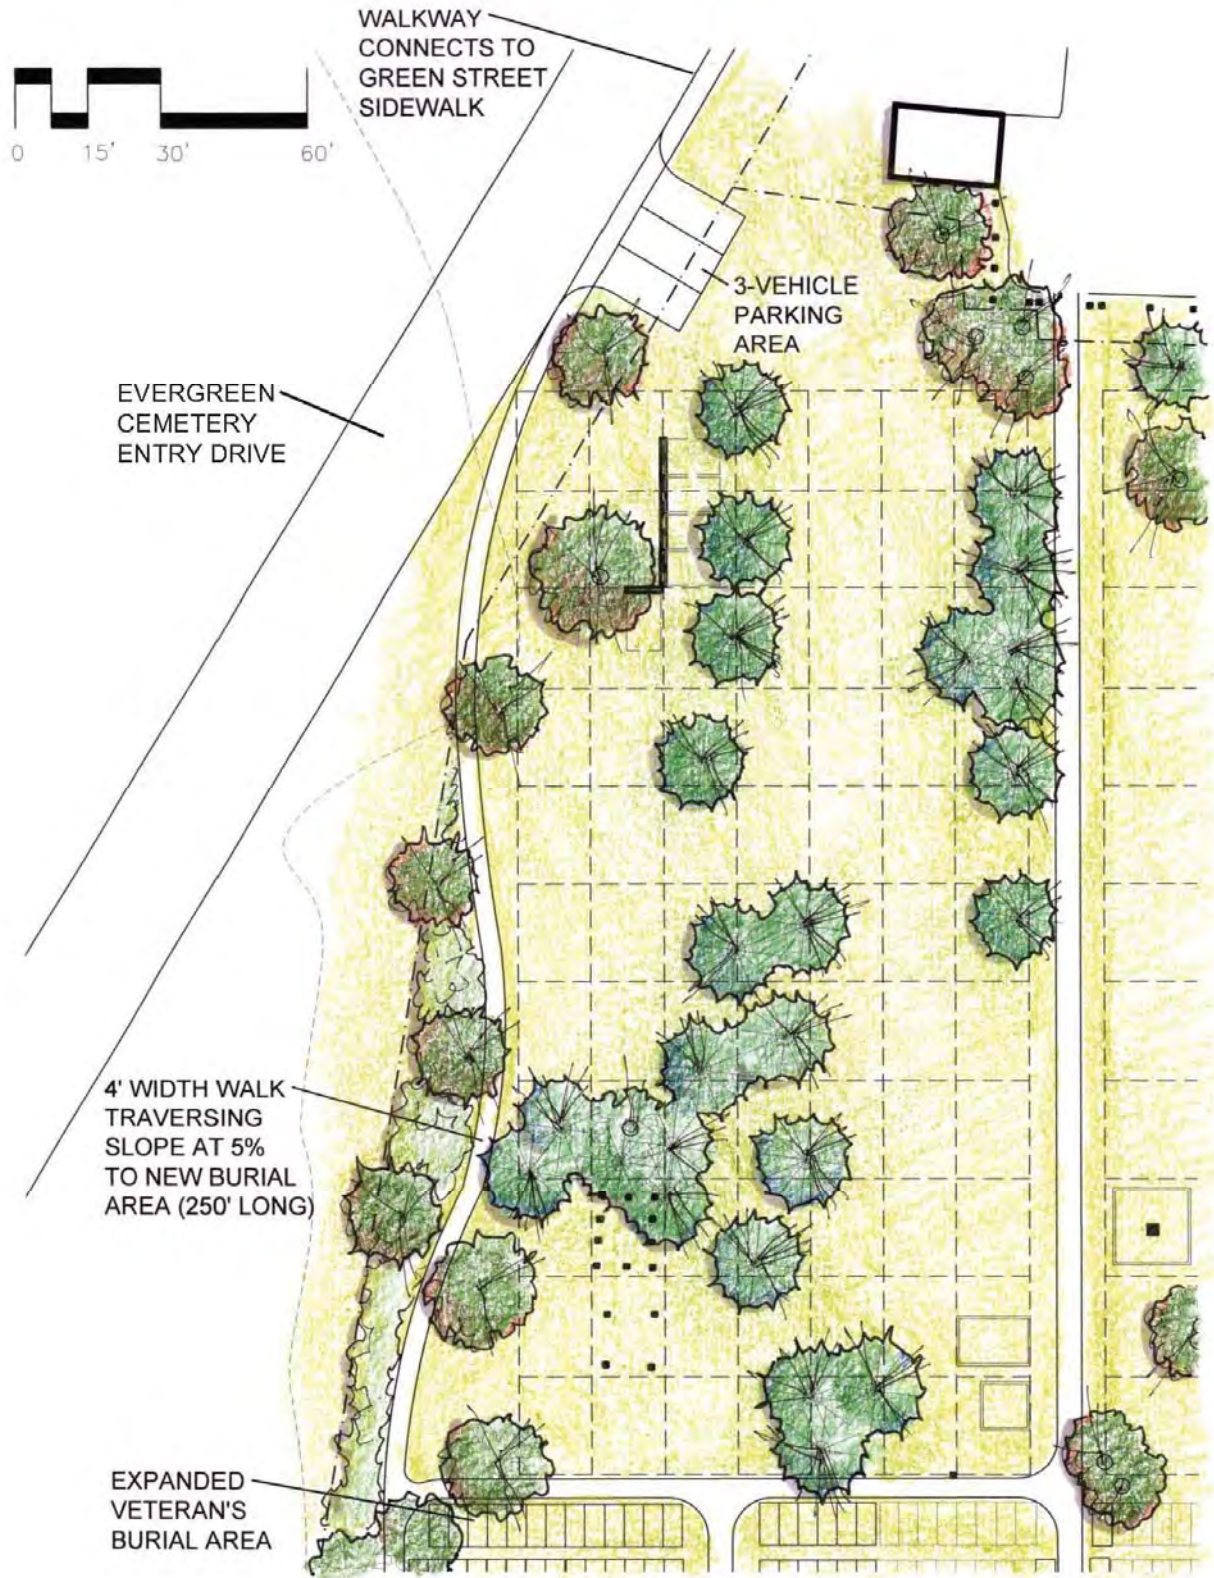 WALKWAY
CONNECTS TO
GREEN STREET
SIDEWALK
0 15' 30' 60'
3-VEHICLE
PARKING
AREA
EVERGREEN
CEMETERY
ENTRY DRIVE
4' WIDTH WALK
TRAVERSING
SLOPE AT 5%
TO NEW BURIAL
AREA (250' LONG)
EXPANDED
VETERAN'S
BURIAL AREA